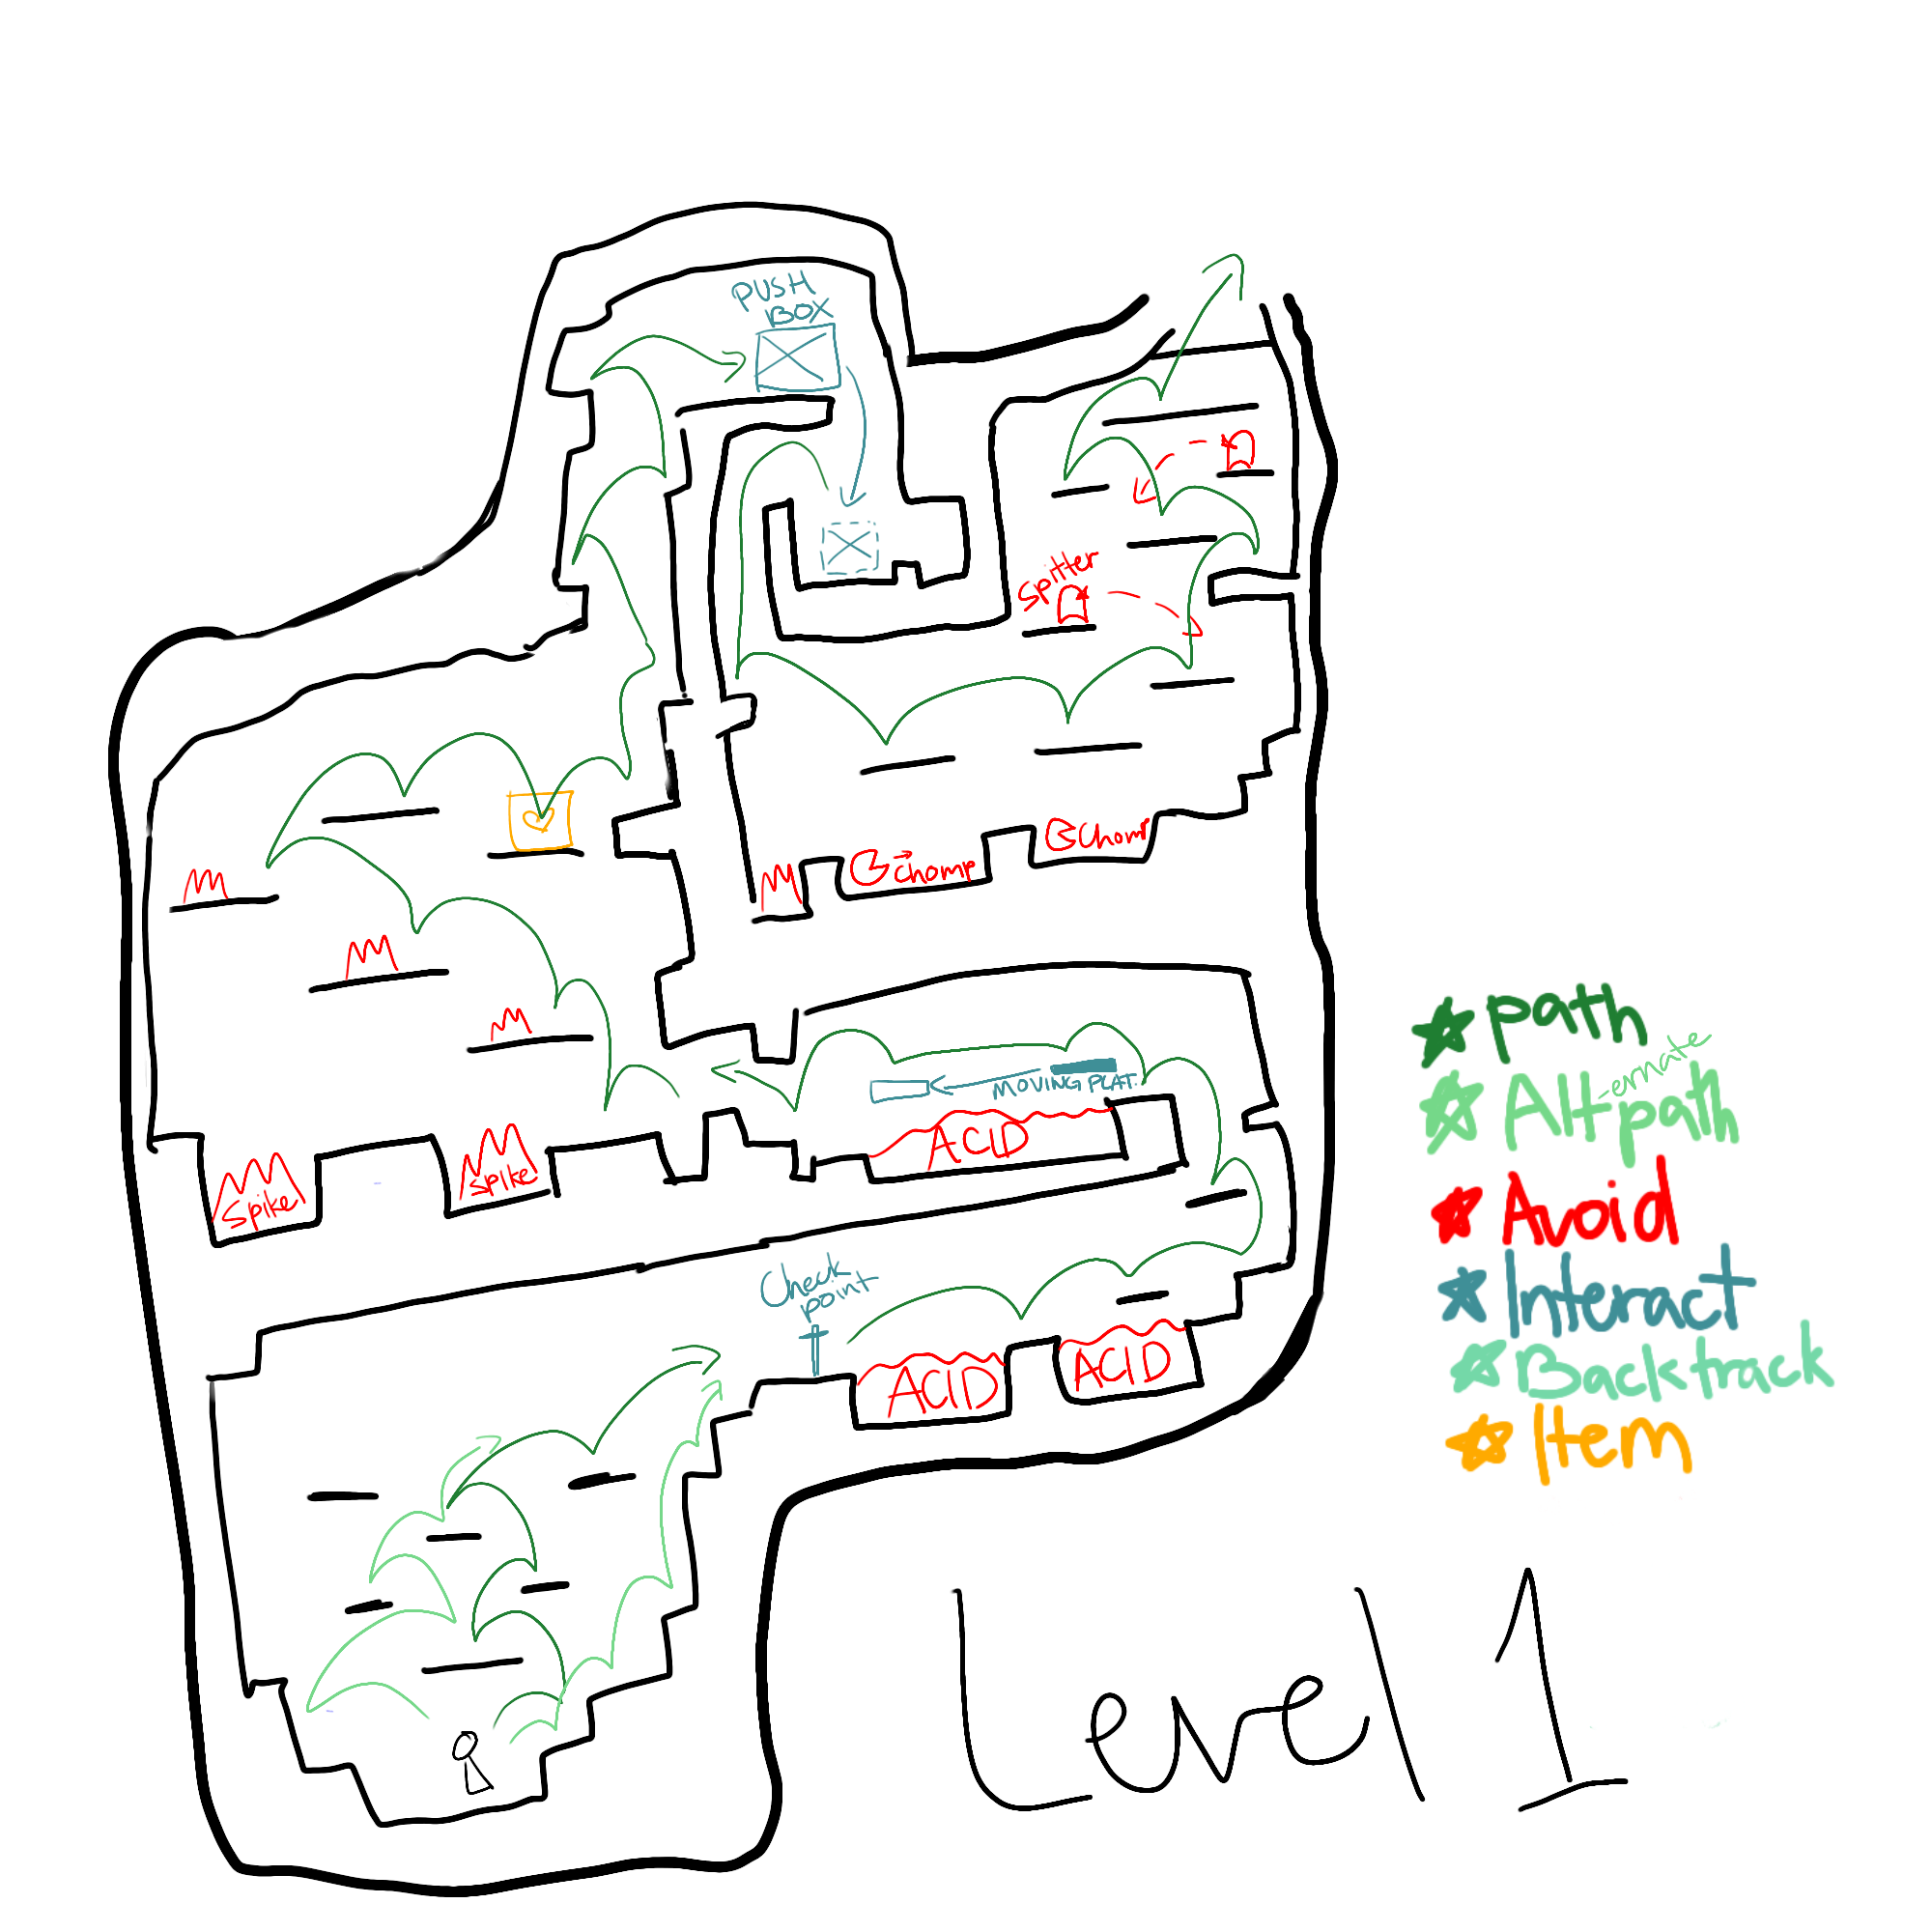 PUSH
BOX
Spitter
Chomp
Chomp
MOVING PLAT.
ACID
Spike
Spike
Check
point
ACID
ACID
path
Alt-ernate path
Avoid
Interact
Backtrack
Item
Level 1